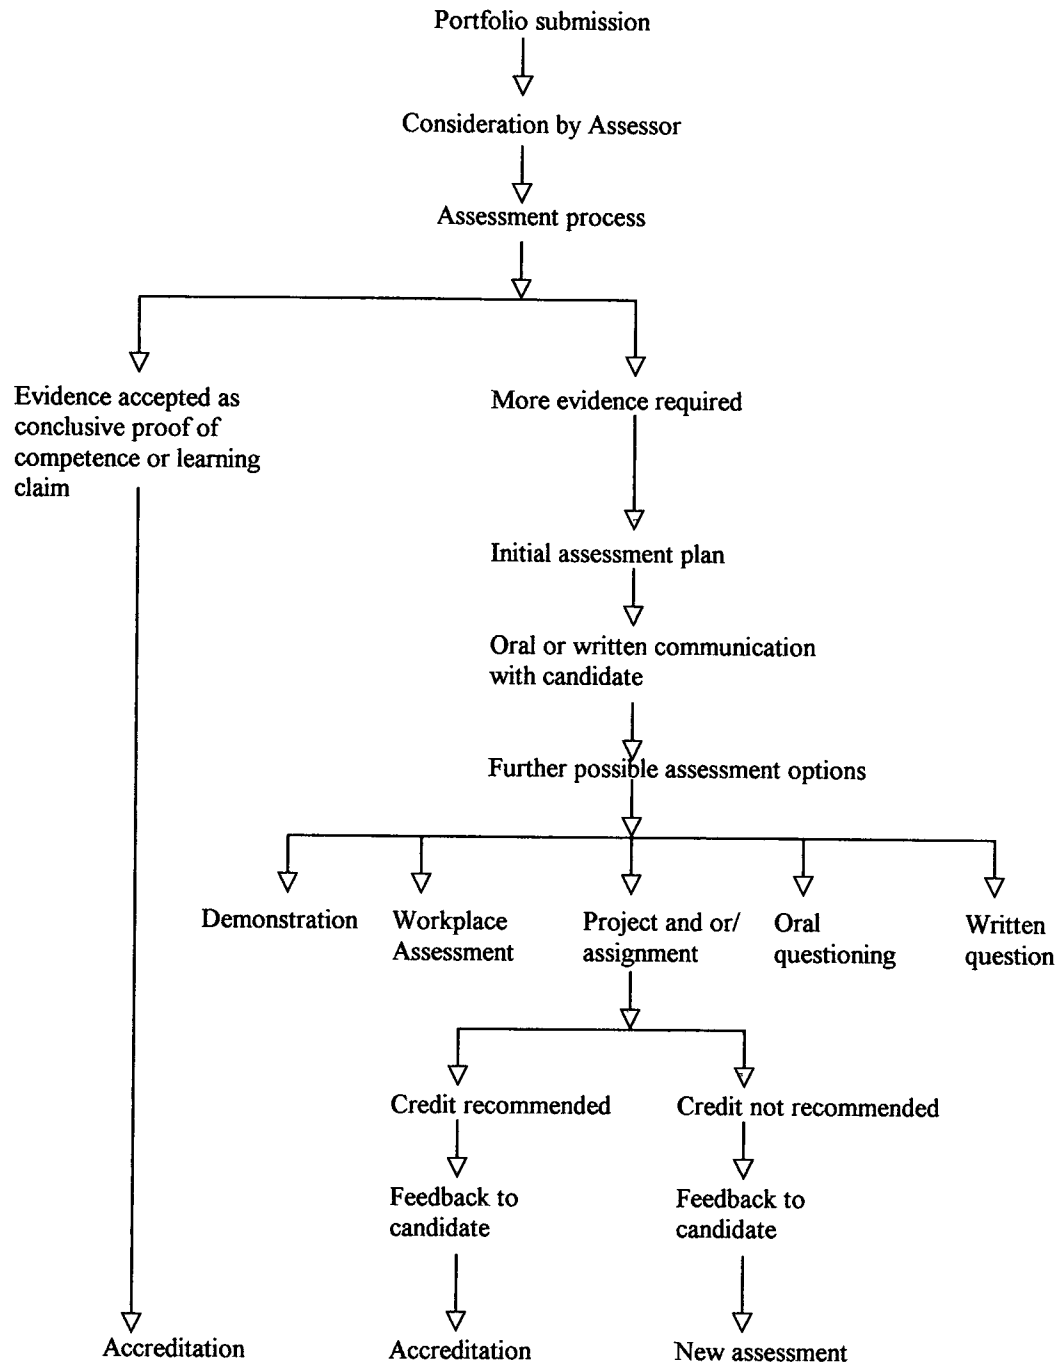 Portfolio submission
Consideration by Assessor
Assessment process
Evidence accepted as
conclusive proof of
competence or learning
claim
More evidence required
Initial assessment plan
Oral or written communication
with candidate
Further possible assessment options
Demonstration
Workplace
Assessment
Project and or/
assignment
Oral
questioning
Written
question
Credit recommended
Credit not recommended
Feedback to
candidate
Feedback to
candidate
Accreditation
Accreditation
New assessment